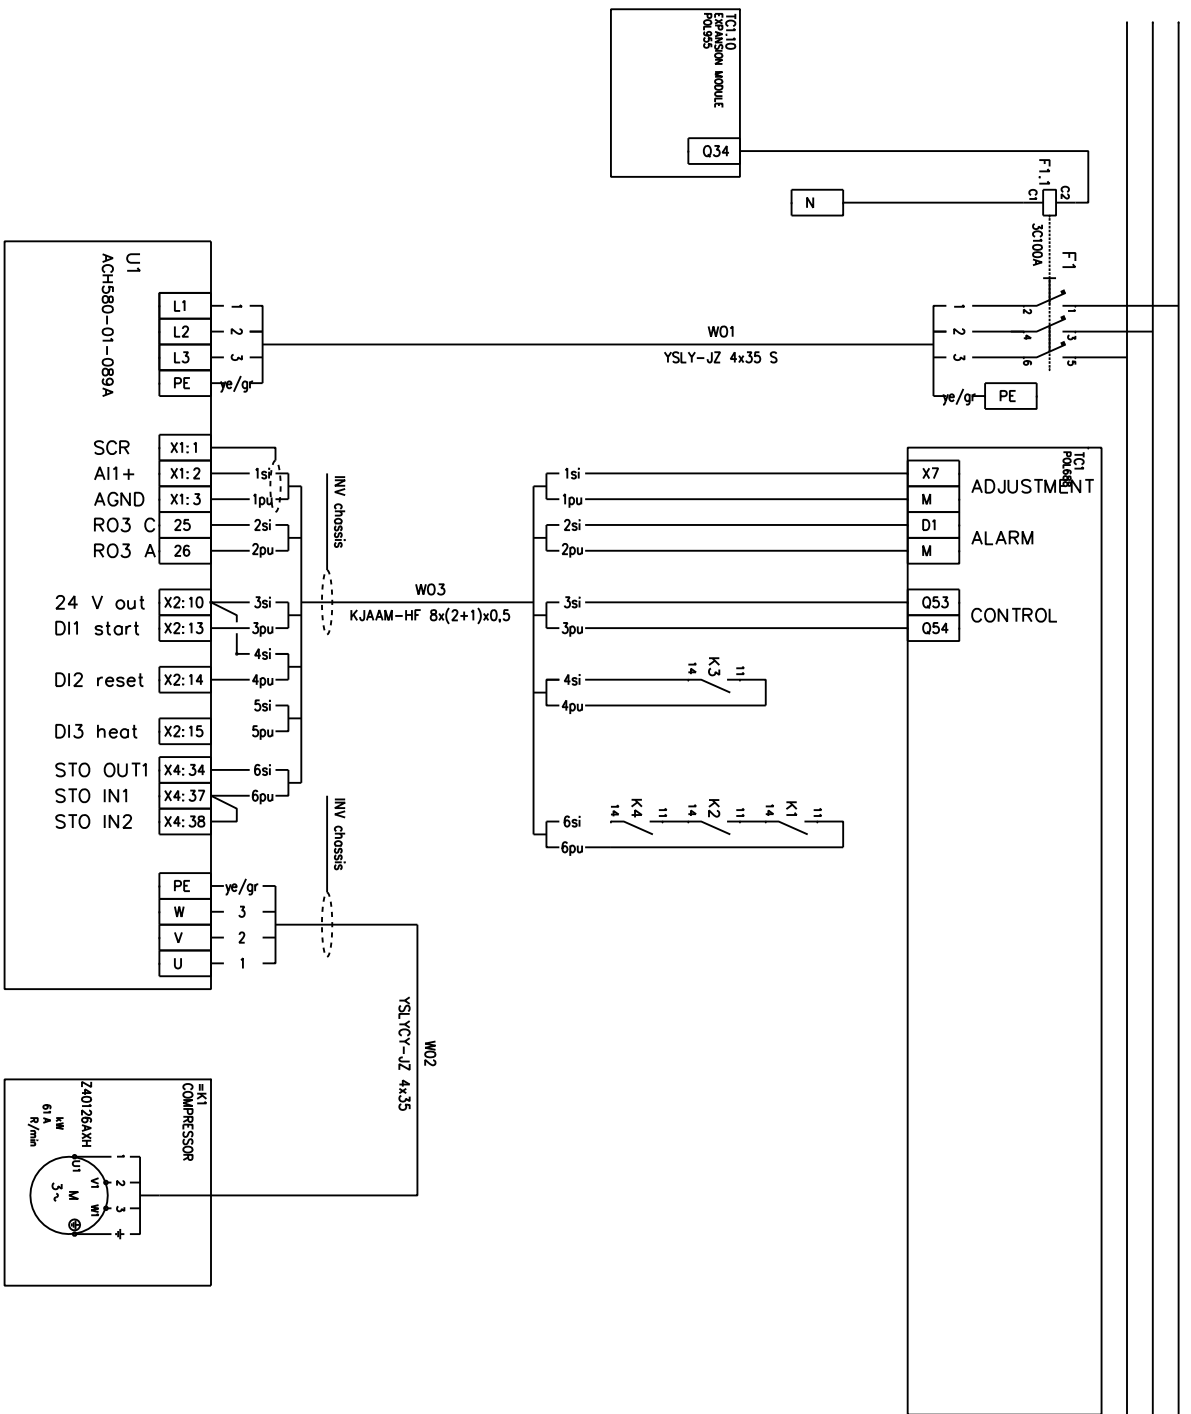 TC1.10
EXPANSION MODULE
POL955
Q34
N
F1.1
C1
C2
3C100A
F1
2
1
4
3
6
5
1
2
3
ye/gr
PE
W01
YSLY-JZ 4x35 S
U1
ACH580-01-089A
L1
1
L2
2
L3
3
PE
ye/gr
SCR
X1:1
AI1+
X1:2
1si
AGND
X1:3
1pu
RO3 C
25
2si
RO3 A
26
2pu
24 V out
X2:10
3si
DI1 start
X2:13
3pu
4si
DI2 reset
X2:14
4pu
5si
DI3 heat
X2:15
5pu
STO OUT1
X4:34
6si
STO IN1
X4:37
6pu
STO IN2
X4:38
INV chassis
W03
KJAAM-HF 8x(2+1)x0,5
1si
1pu
2si
2pu
3si
3pu
4si
4pu
14
K3
11
6si
6pu
14
K4
11
14
K2
11
14
K1
11
TC1
POL688
X7
M
ADJUSTMENT
D1
M
ALARM
Q53
Q54
CONTROL
INV chassis
PE
ye/gr
W
3
V
2
U
1
W02
YSLYCY-JZ 4x35
=K1
COMPRESSOR
Z40126AXH
kW
61 A
R/min
1
2
3
U1
V1
W1
M
3~